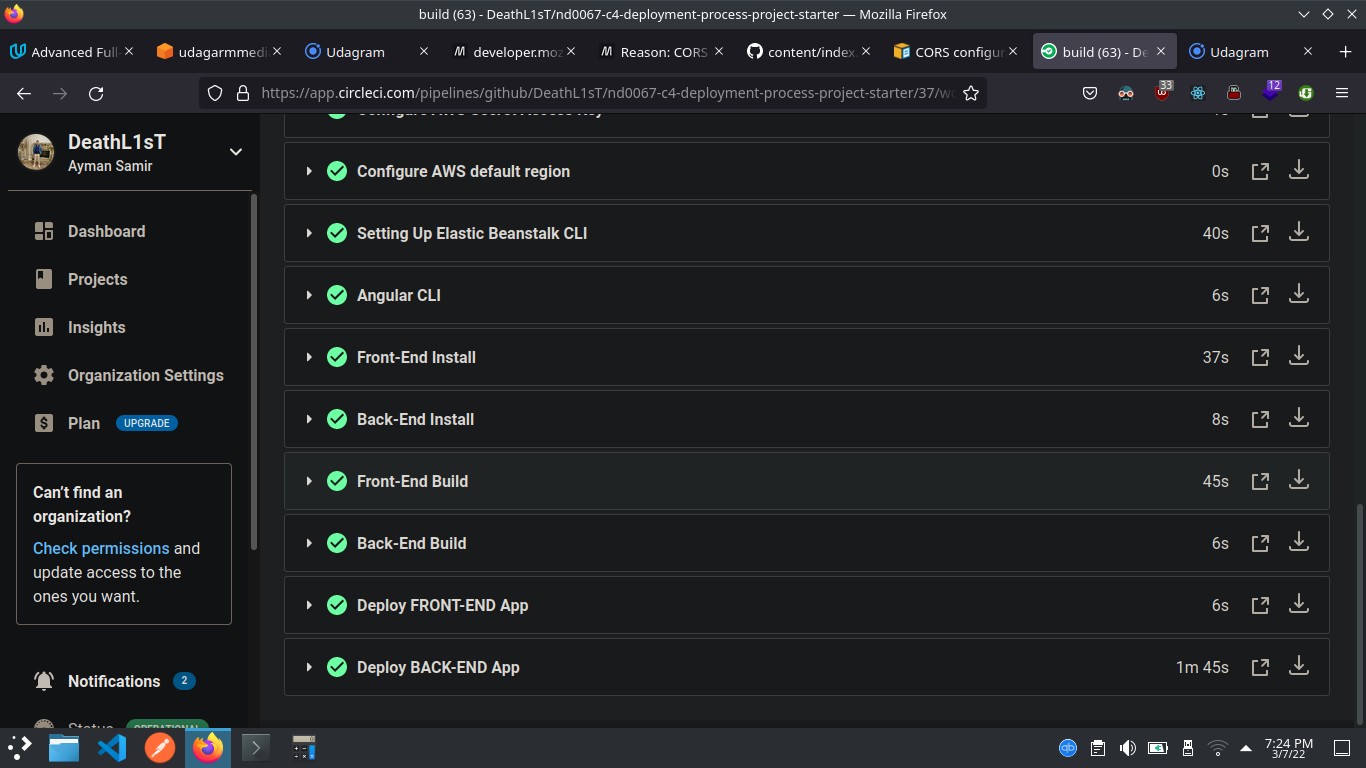 build (63) - DeathL1sT/nd0067-c4-deployment-process-project-starter — Mozilla Firefox
Advanced Full
udagarmmedi
Udagram
developer.moz
Reason: CORS
content/index.
CORS configur
build (63) - De
Udagram
https://app.circleci.com/pipelines/github/DeathL1sT/nd0067-c4-deployment-process-project-starter/37/w
33
12
DeathL1sT
Ayman Samir
Dashboard
Projects
Insights
Organization Settings
Plan UPGRADE
Can't find an
organization?
Check permissions and
update access to the
ones you want.
Notifications 2
Status OPERATIONAL
Configure AWS Secret Access Key
Configure AWS default region 0s
Setting Up Elastic Beanstalk CLI 40s
Angular CLI 6s
Front-End Install 37s
Back-End Install 8s
Front-End Build 45s
Back-End Build 6s
Deploy FRONT-END App 6s
Deploy BACK-END App 1m 45s
qb
7:24 PM
3/7/22